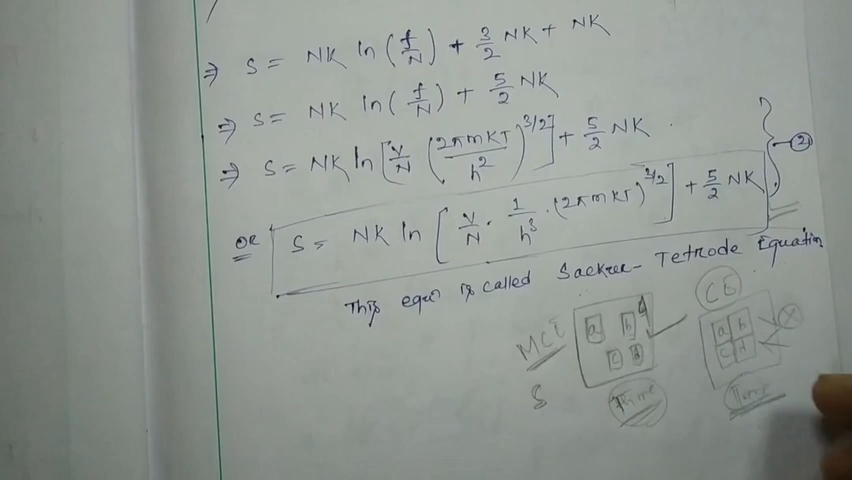 ⇒ S = NK ln(f/N) + 3/2 NK + NK
⇒ S = NK ln(f/N) + 5/2 NK
⇒ S = NK ln[V/N (2πmKT/h²)^3/2] + 5/2 NK
②
OR S = NK ln[V/N · 1/h³ · (2πmKT)^3/2] + 5/2 NK
This equn is called Sackur-Tetrode Equation
MCE
CE
a b
c d
a b
c d
S